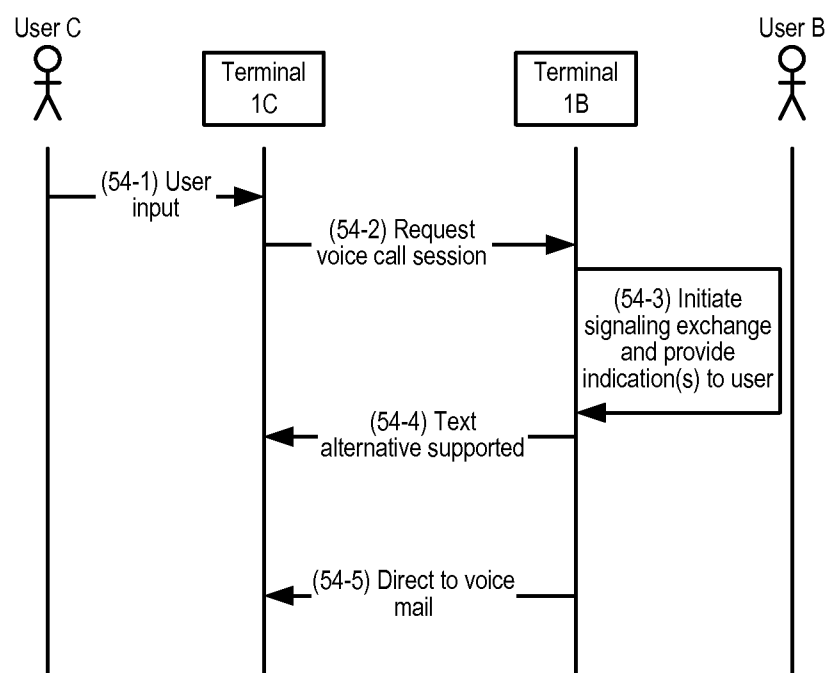 User C
User B
Terminal
1C
Terminal
1B
(54-1) User
input
(54-2) Request
voice call session
(54-3) Initiate
signaling exchange
and provide
indication(s) to user
(54-4) Text
alternative supported
(54-5) Direct to voice
mail